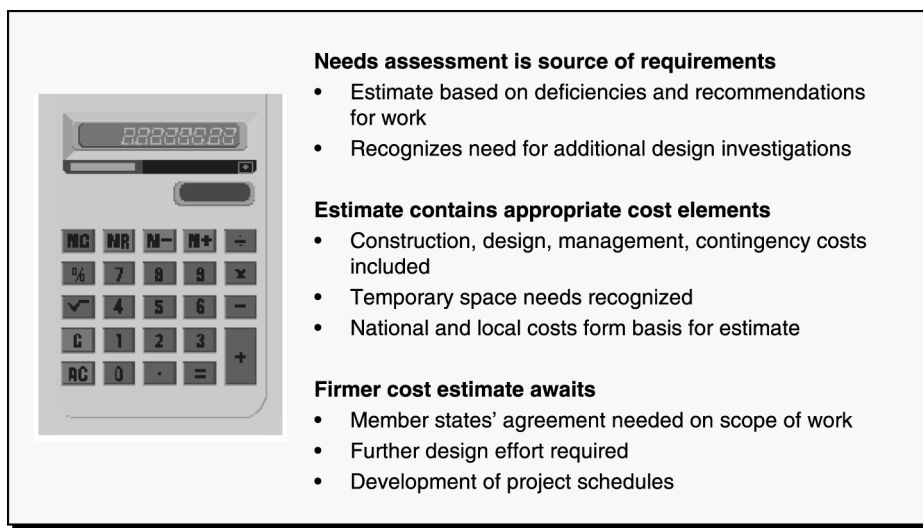 Needs assessment is source of requirements
• Estimate based on deficiencies and recommendations
for work
• Recognizes need for additional design investigations
Estimate contains appropriate cost elements
• Construction, design, management, contingency costs
included
• Temporary space needs recognized
• National and local costs form basis for estimate
Firmer cost estimate awaits
• Member states' agreement needed on scope of work
• Further design effort required
• Development of project schedules
M+ ÷
% 7 8 9 x
√ 4 5 6 −
C 1 2 3
+
AC 0 . =